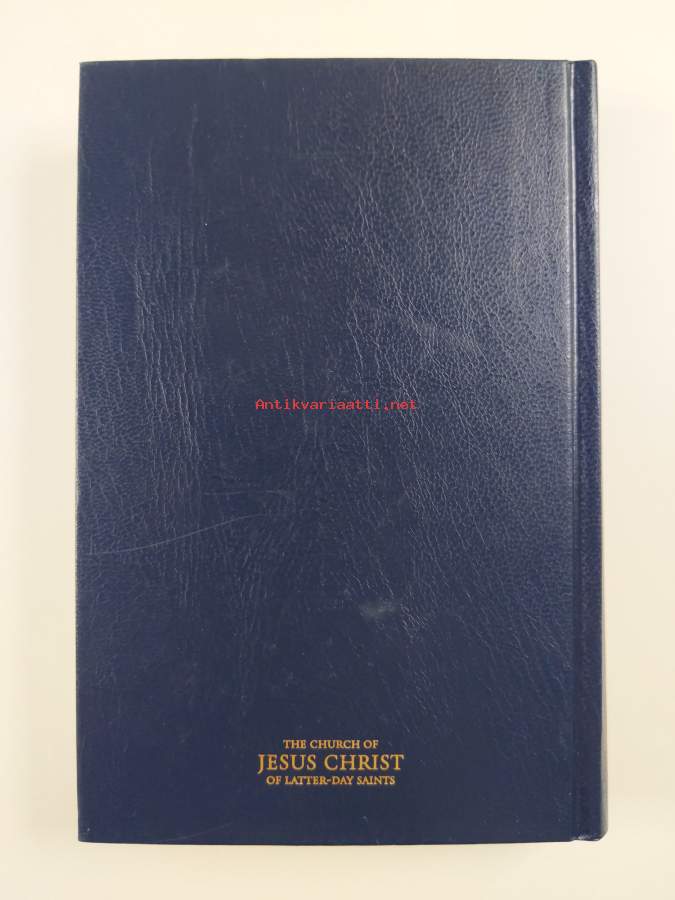 Antikvariaatti.net
THE CHURCH OF
JESUS CHRIST
OF LATTER-DAY SAINTS